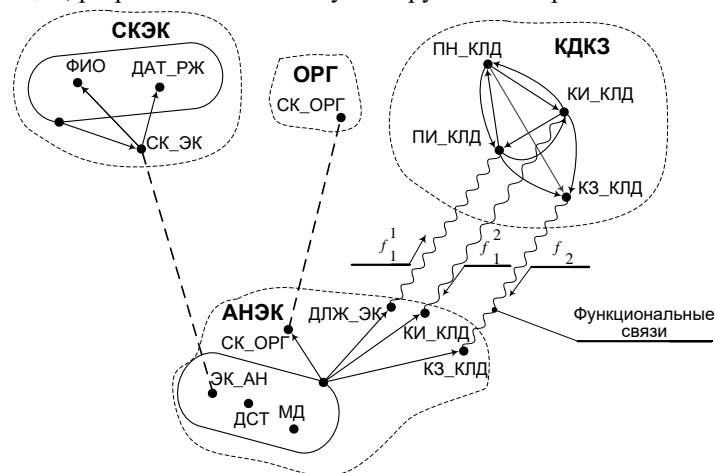 СКЭК
ФИО
ДАТ_РЖ
СК_ЭК
ОРГ
СК_ОРГ
КДКЗ
ПН_КЛД
КИ_КЛД
ПИ_КЛД
КЗ_КЛД
f 1 1
f 2 1
f 2
Функциональные
связи
АНЭК
ДЛЖ_ЭК
СК_ОРГ
КИ_КЛД
КЗ_КЛД
ЭК_АН
ДСТ
МД